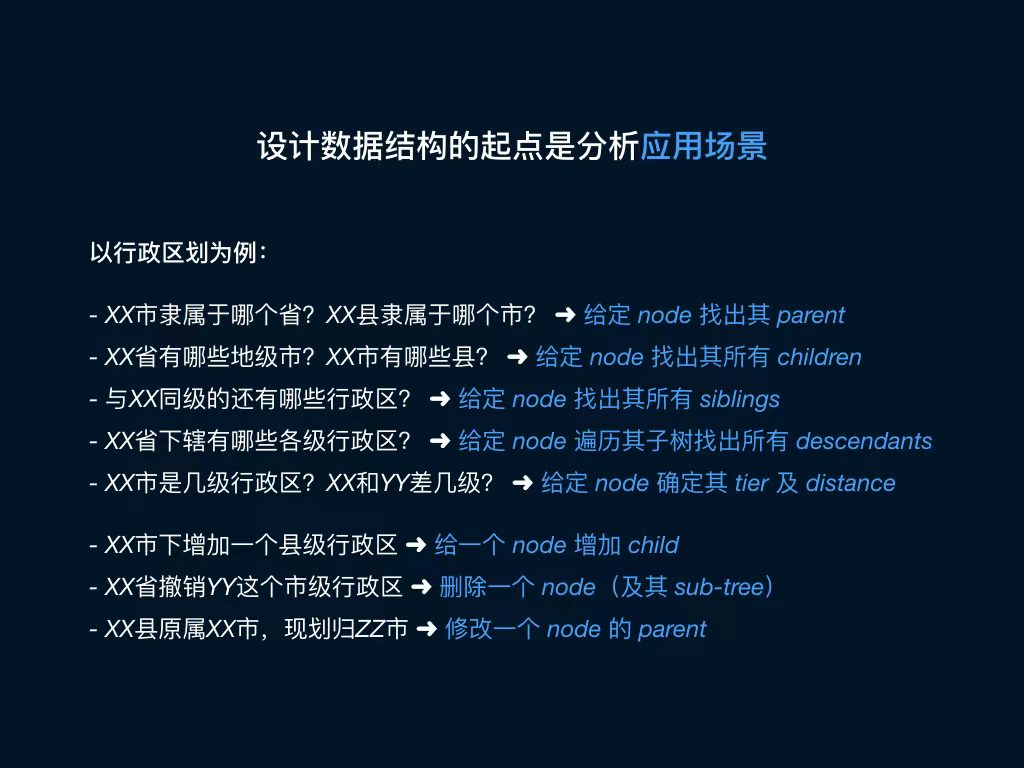 设计数据结构的起点是分析应用场景
以行政区划为例：
- XX市隶属于哪个省？XX县隶属于哪个市？ ➜ 给定 node 找出其 parent
- XX省有哪些地级市？XX市有哪些县？ ➜ 给定 node 找出其所有 children
- 与XX同级的还有哪些行政区？ ➜ 给定 node 找出其所有 siblings
- XX省下辖有哪些各级行政区？ ➜ 给定 node 遍历其子树找出所有 descendants
- XX市是几级行政区？XX和YY差几级？ ➜ 给定 node 确定其 tier 及 distance
- XX市下增加一个县级行政区 ➜ 给一个 node 增加 child
- XX省撤销YY这个市级行政区 ➜ 删除一个 node（及其 sub-tree）
- XX县原属XX市，现划归ZZ市 ➜ 修改一个 node 的 parent